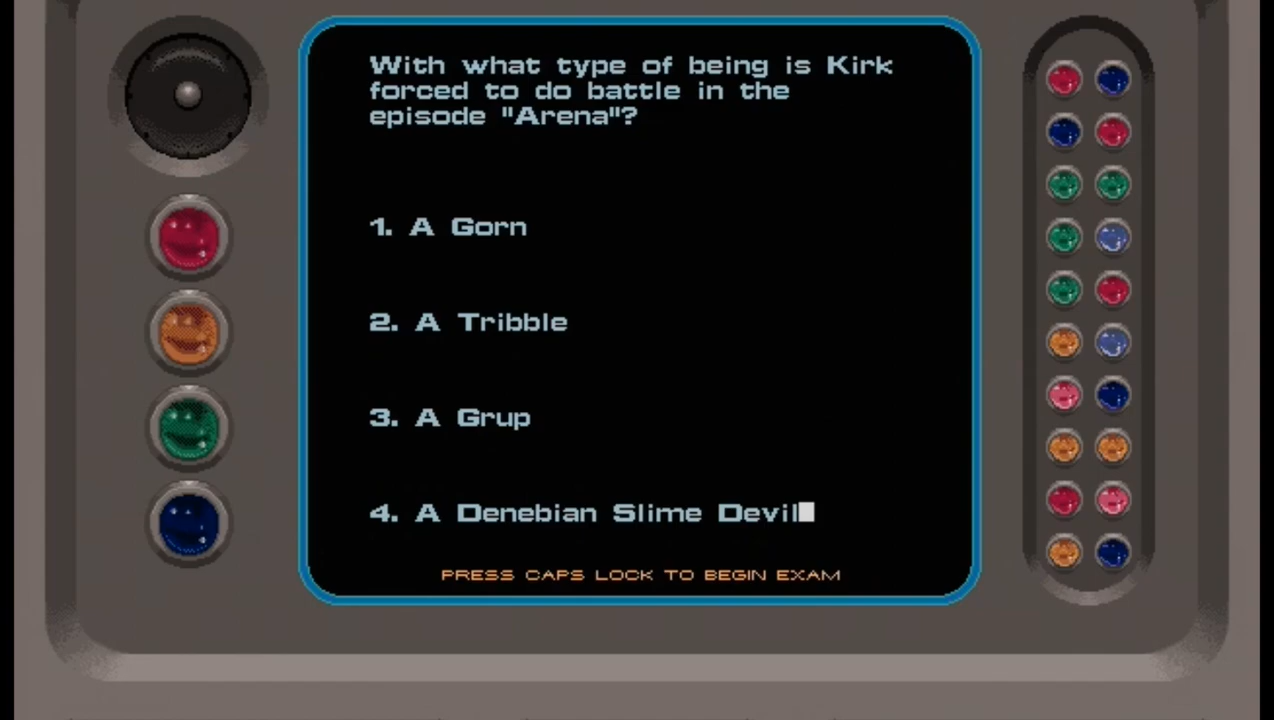 With what type of being is Kirk
forced to do battle in the
episode "Arena"?
1. A Gorn
2. A Tribble
3. A Grup
4. A Denebian Slime Devil
PRESS CAPS LOCK TO BEGIN EXAM